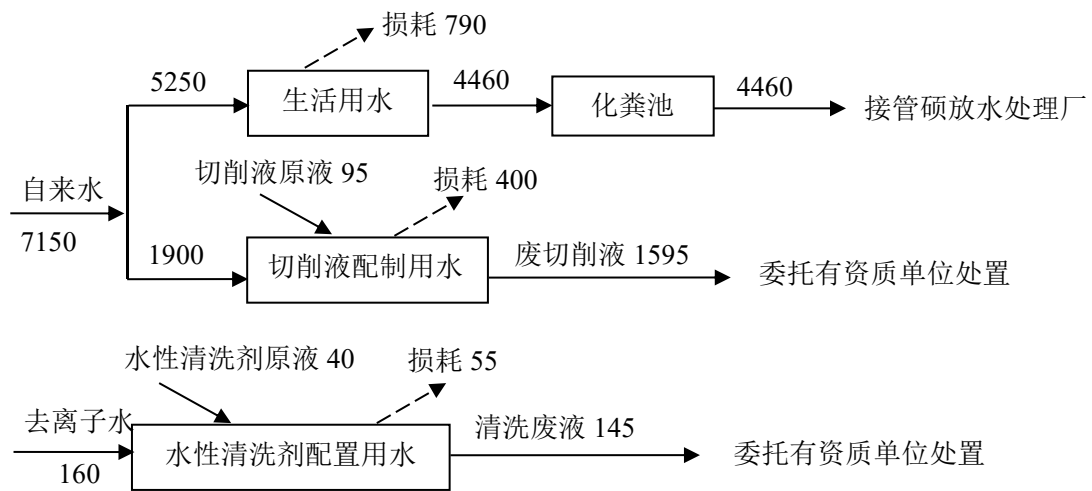 损耗 790
5250
生活用水
4460
化粪池
4460
接管硕放水处理厂
切削液原液 95
损耗 400
自来水
7150
1900
切削液配制用水
废切削液 1595
委托有资质单位处置
水性清洗剂原液 40
损耗 55
去离子水
160
水性清洗剂配置用水
清洗废液 145
委托有资质单位处置